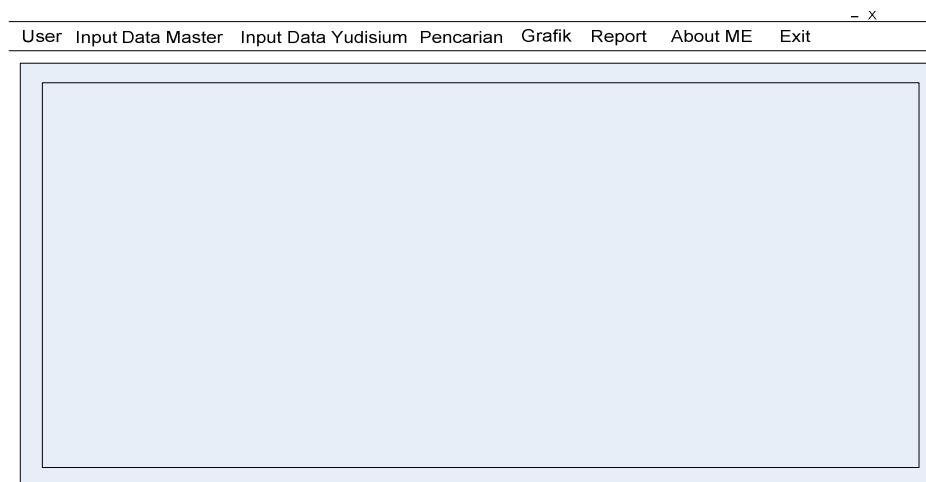 – X
User Input Data Master Input Data Yudisium Pencarian Grafik Report About ME Exit